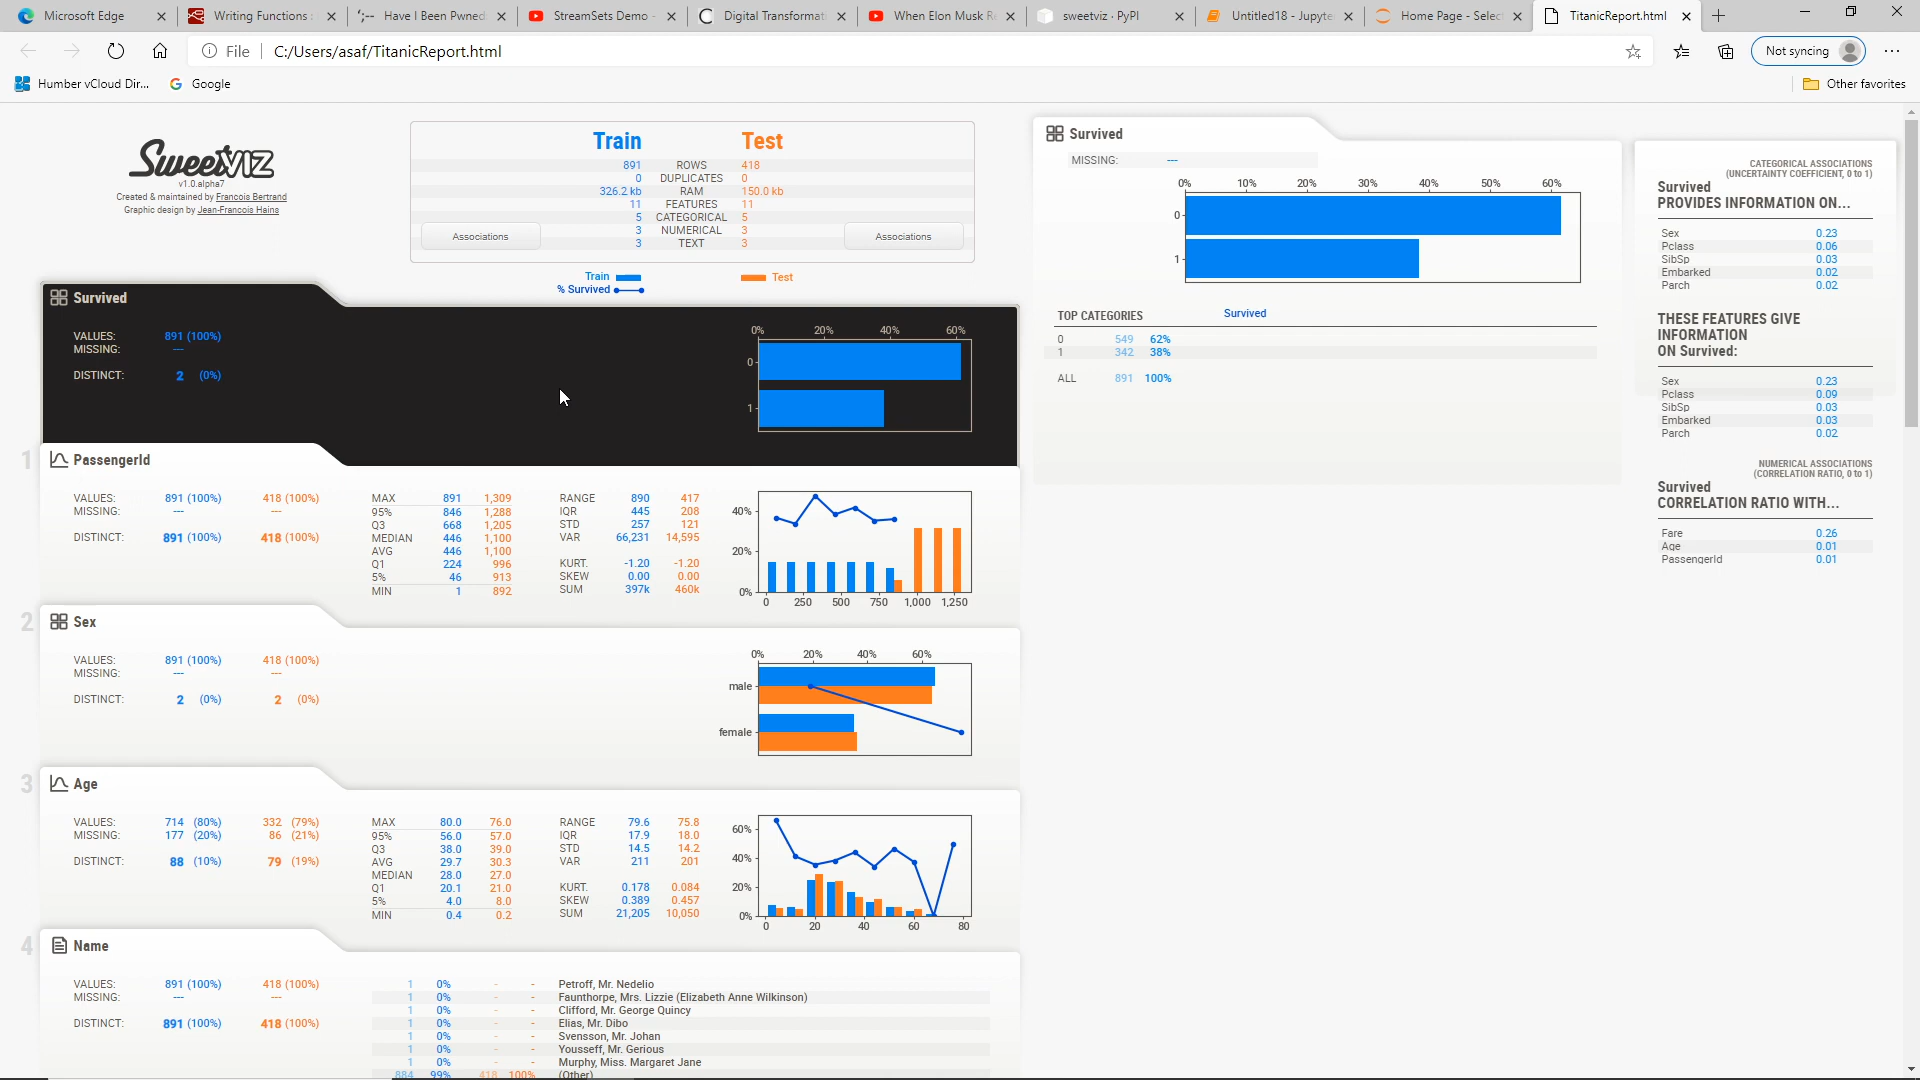 Microsoft Edge
Writing Functions :
Have I Been Pwned
StreamSets Demo -
Digital Transformati
When Elon Musk R
sweetviz · PyPI
Untitled18 - Jupyte
Home Page - Selec
TitanicReport.html
File
C:/Users/asaf/TitanicReport.html
Not syncing
Humber vCloud Dir...
Google
Other favorites
SweetVIZ
v1.0.alpha7
Created & maintained by Francois Bertrand
Graphic design by Jean-Francois Hains
Train Test
891 ROWS 418
0 DUPLICATES 0
326.2 kb RAM 150.0 kb
11 FEATURES 11
5 CATEGORICAL 5
3 NUMERICAL 3
3 TEXT 3
Associations
Associations
Train
% Survived
Test
Survived
VALUES: 891 (100%)
MISSING: ---
DISTINCT: 2 (0%)
0% 20% 40% 60%
0
1
1
PassengerId
VALUES: 891 (100%) 418 (100%)
MISSING: --- ---
DISTINCT: 891 (100%) 418 (100%)
MAX 891 1,309
95% 846 1,288
Q3 668 1,205
MEDIAN 446 1,100
AVG 446 1,100
Q1 224 996
5% 46 913
MIN 1 892
RANGE 890 417
IQR 445 208
STD 257 121
VAR 66,231 14,595
KURT. -1.20 -1.20
SKEW 0.00 0.00
SUM 397k 460k
40%
20%
0%
0 250 500 750 1,000 1,250
2
Sex
VALUES: 891 (100%) 418 (100%)
MISSING: --- ---
DISTINCT: 2 (0%) 2 (0%)
0% 20% 40% 60%
male
female
3
Age
VALUES: 714 (80%) 332 (79%)
MISSING: 177 (20%) 86 (21%)
DISTINCT: 88 (10%) 79 (19%)
MAX 80.0 76.0
95% 56.0 57.0
Q3 38.0 39.0
AVG 29.7 30.3
MEDIAN 28.0 27.0
Q1 20.1 21.0
5% 4.0 8.0
MIN 0.4 0.2
RANGE 79.6 75.8
IQR 17.9 18.0
STD 14.5 14.2
VAR 211 201
KURT. 0.178 0.084
SKEW 0.389 0.457
SUM 21,205 10,050
60%
40%
20%
0%
0 20 40 60 80
4
Name
VALUES: 891 (100%) 418 (100%)
MISSING: --- ---
DISTINCT: 891 (100%) 418 (100%)
1 0% - - Petroff, Mr. Nedelio
1 0% - - Faunthorpe, Mrs. Lizzie (Elizabeth Anne Wilkinson)
1 0% - - Clifford, Mr. George Quincy
1 0% - - Elias, Mr. Dibo
1 0% - - Svensson, Mr. Johan
1 0% - - Yousseff, Mr. Gerious
1 0% - - Murphy, Miss. Margaret Jane
884 99% 418 100% (Other)
Survived
MISSING: ---
0% 10% 20% 30% 40% 50% 60%
0
1
TOP CATEGORIES Survived
0 549 62%
1 342 38%
ALL 891 100%
CATEGORICAL ASSOCIATIONS
(UNCERTAINTY COEFFICIENT, 0 to 1)
Survived
PROVIDES INFORMATION ON...
Sex 0.23
Pclass 0.06
SibSp 0.03
Embarked 0.02
Parch 0.02
THESE FEATURES GIVE
INFORMATION
ON Survived:
Sex 0.23
Pclass 0.09
SibSp 0.03
Embarked 0.03
Parch 0.02
NUMERICAL ASSOCIATIONS
(CORRELATION RATIO, 0 to 1)
Survived
CORRELATION RATIO WITH...
Fare 0.26
Age 0.01
PassengerId 0.01